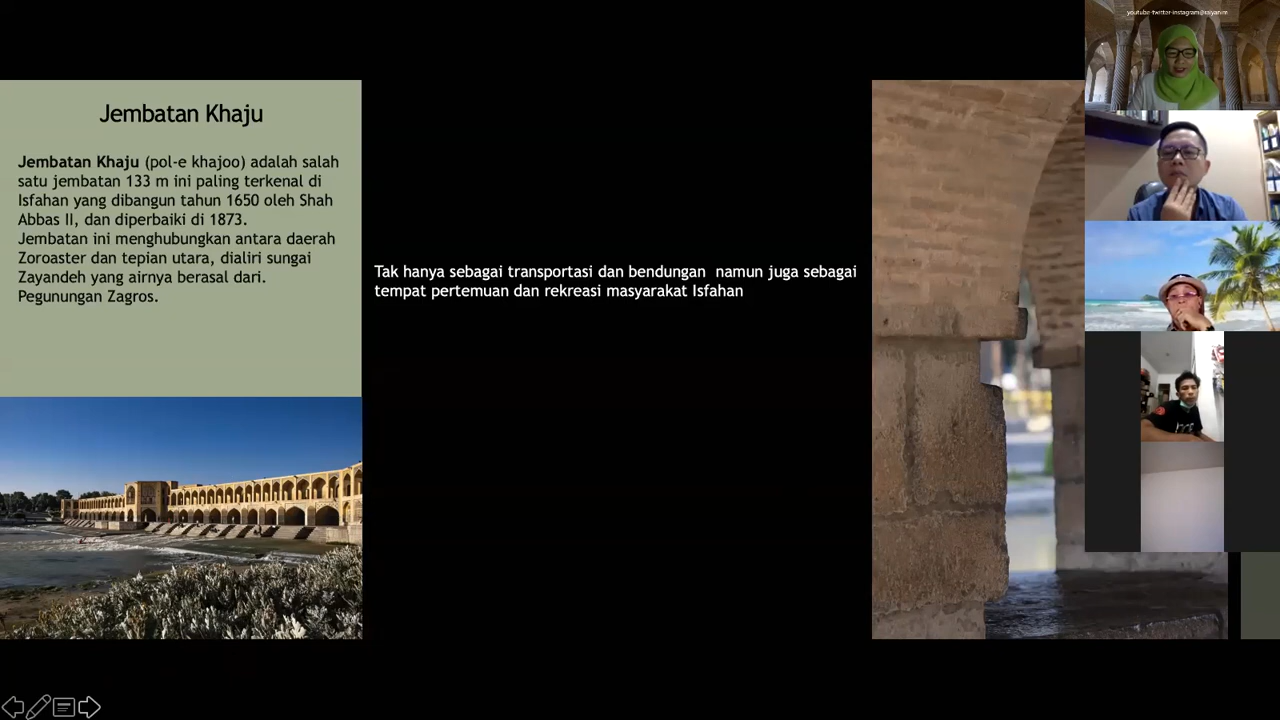 Jembatan Khaju
Jembatan Khaju (pol-e khajoo) adalah salah
satu jembatan 133 m ini paling terkenal di
Isfahan yang dibangun tahun 1650 oleh Shah
Abbas II, dan diperbaiki di 1873.
Jembatan ini menghubungkan antara daerah
Zoroaster dan tepian utara, dialiri sungai
Zayandeh yang airnya berasal dari.
Pegunungan Zagros.
Tak hanya sebagai transportasi dan bendungan  namun juga sebagai
tempat pertemuan dan rekreasi masyarakat Isfahan